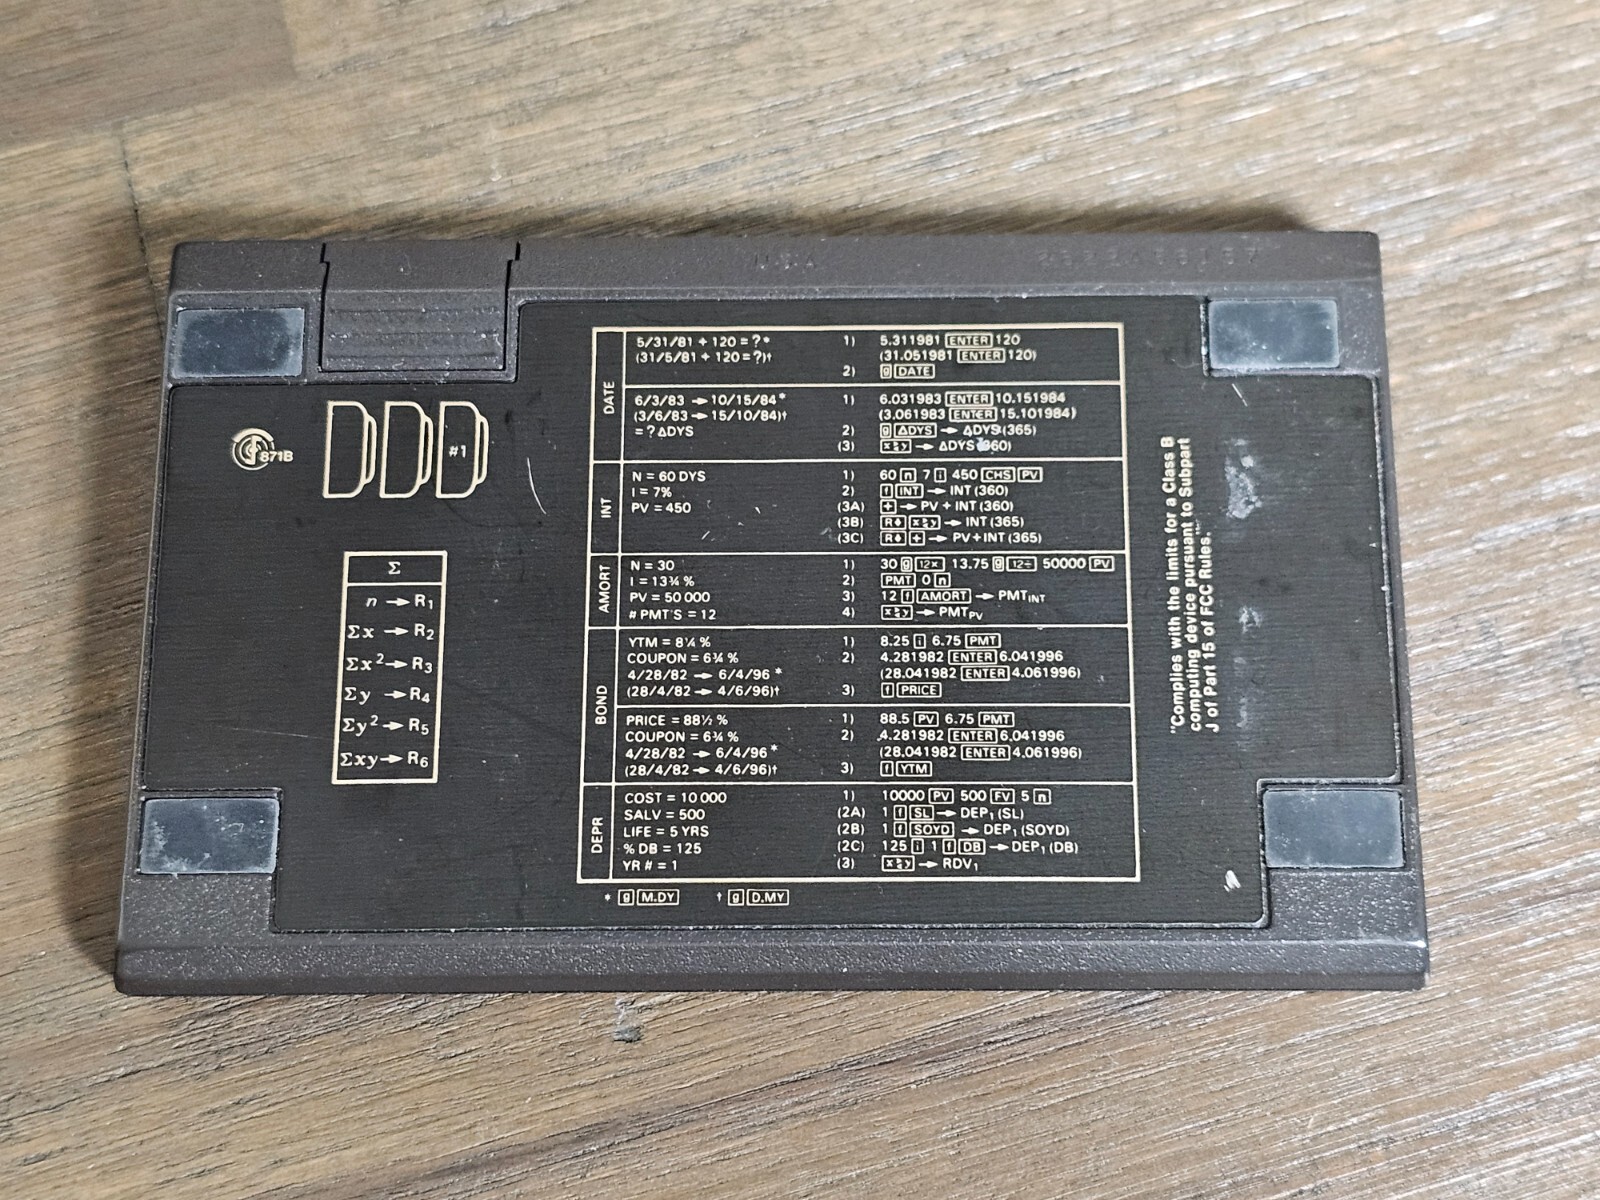 U.S.A.
871B
#1
Σ
n → R1
Σx → R2
Σx² → R3
Σy → R4
Σy² → R5
Σxy → R6
DATE
5/31/81 + 120 = ?* 1) 5.311981 ENTER 120
(31/5/81 + 120 = ?)† (31.051981 ENTER 120)
2) g DATE
6/3/83 → 10/15/84* 1) 6.031983 ENTER 10.151984
(3/6/83 → 15/10/84)† (3.061983 ENTER 15.101984)
= ? ΔDYS 2) g ΔDYS → ΔDYS (365)
(3) x≷y → ΔDYS (360)
INT
N = 60 DYS 1) 60 n 7 i 450 CHS PV
I = 7% 2) f INT → INT (360)
PV = 450 (3A) + → PV + INT (360)
(3B) R↓ x≷y → INT (365)
(3C) R↓ + → PV+INT (365)
AMORT
N = 30 1) 30 g 12× 13.75 g 12÷ 50000 PV
I = 13¾ % 2) PMT 0 n
PV = 50 000 3) 12 f AMORT → PMT INT
# PMT'S = 12 4) x≷y → PMT PV
BOND
YTM = 8¼ % 1) 8.25 i 6.75 PMT
COUPON = 6¾ % 2) 4.281982 ENTER 6.041996
4/28/82 → 6/4/96 * (28.041982 ENTER 4.061996)
(28/4/82 → 4/6/96)† 3) f PRICE
PRICE = 88½ % 1) 88.5 PV 6.75 PMT
COUPON = 6¾ % 2) 4.281982 ENTER 6.041996
4/28/82 → 6/4/96 * (28.041982 ENTER 4.061996)
(28/4/82 → 4/6/96)† 3) f YTM
DEPR
COST = 10 000 1) 10000 PV 500 FV 5 n
SALV = 500 (2A) 1 f SL → DEP1 (SL)
LIFE = 5 YRS (2B) 1 f SOYD → DEP1 (SOYD)
% DB = 125 (2C) 125 i 1 f DB → DEP1 (DB)
YR # = 1 (3) x≷y → RDV1
* g M.DY † g D.MY
"Complies with the limits for a Class B
computing device pursuant to Subpart
J of Part 15 of FCC Rules."